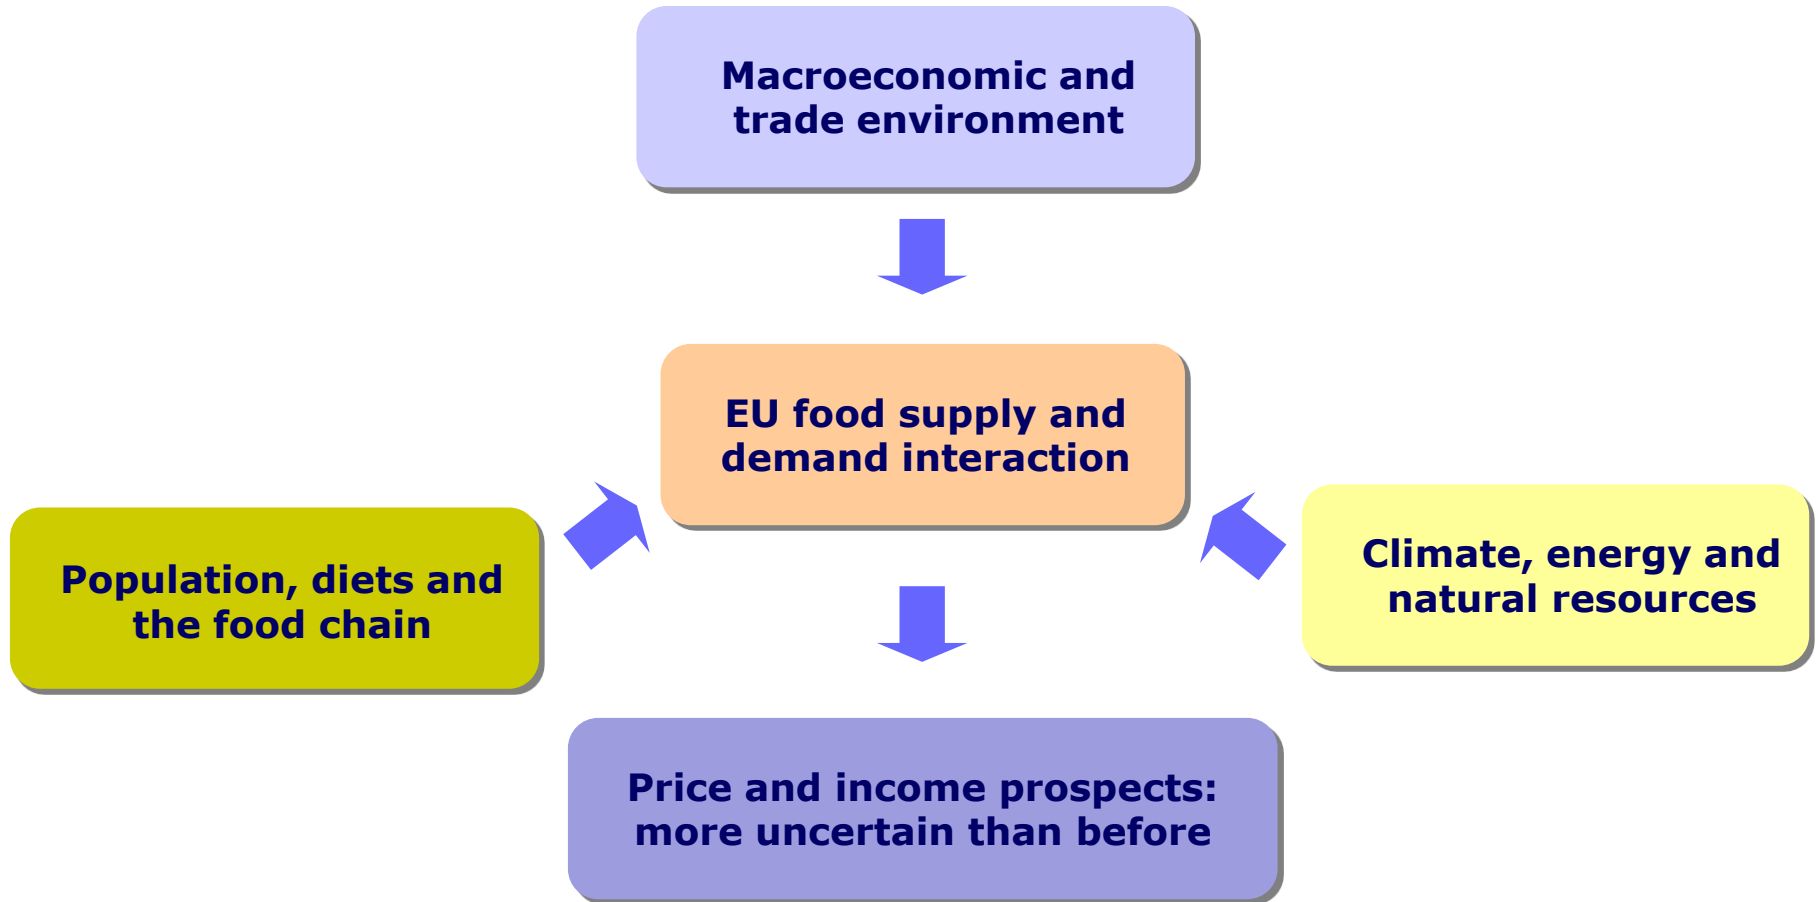 Macroeconomic and
trade environment
EU food supply and
demand interaction
Population, diets and
the food chain
Climate, energy and
natural resources
Price and income prospects:
more uncertain than before